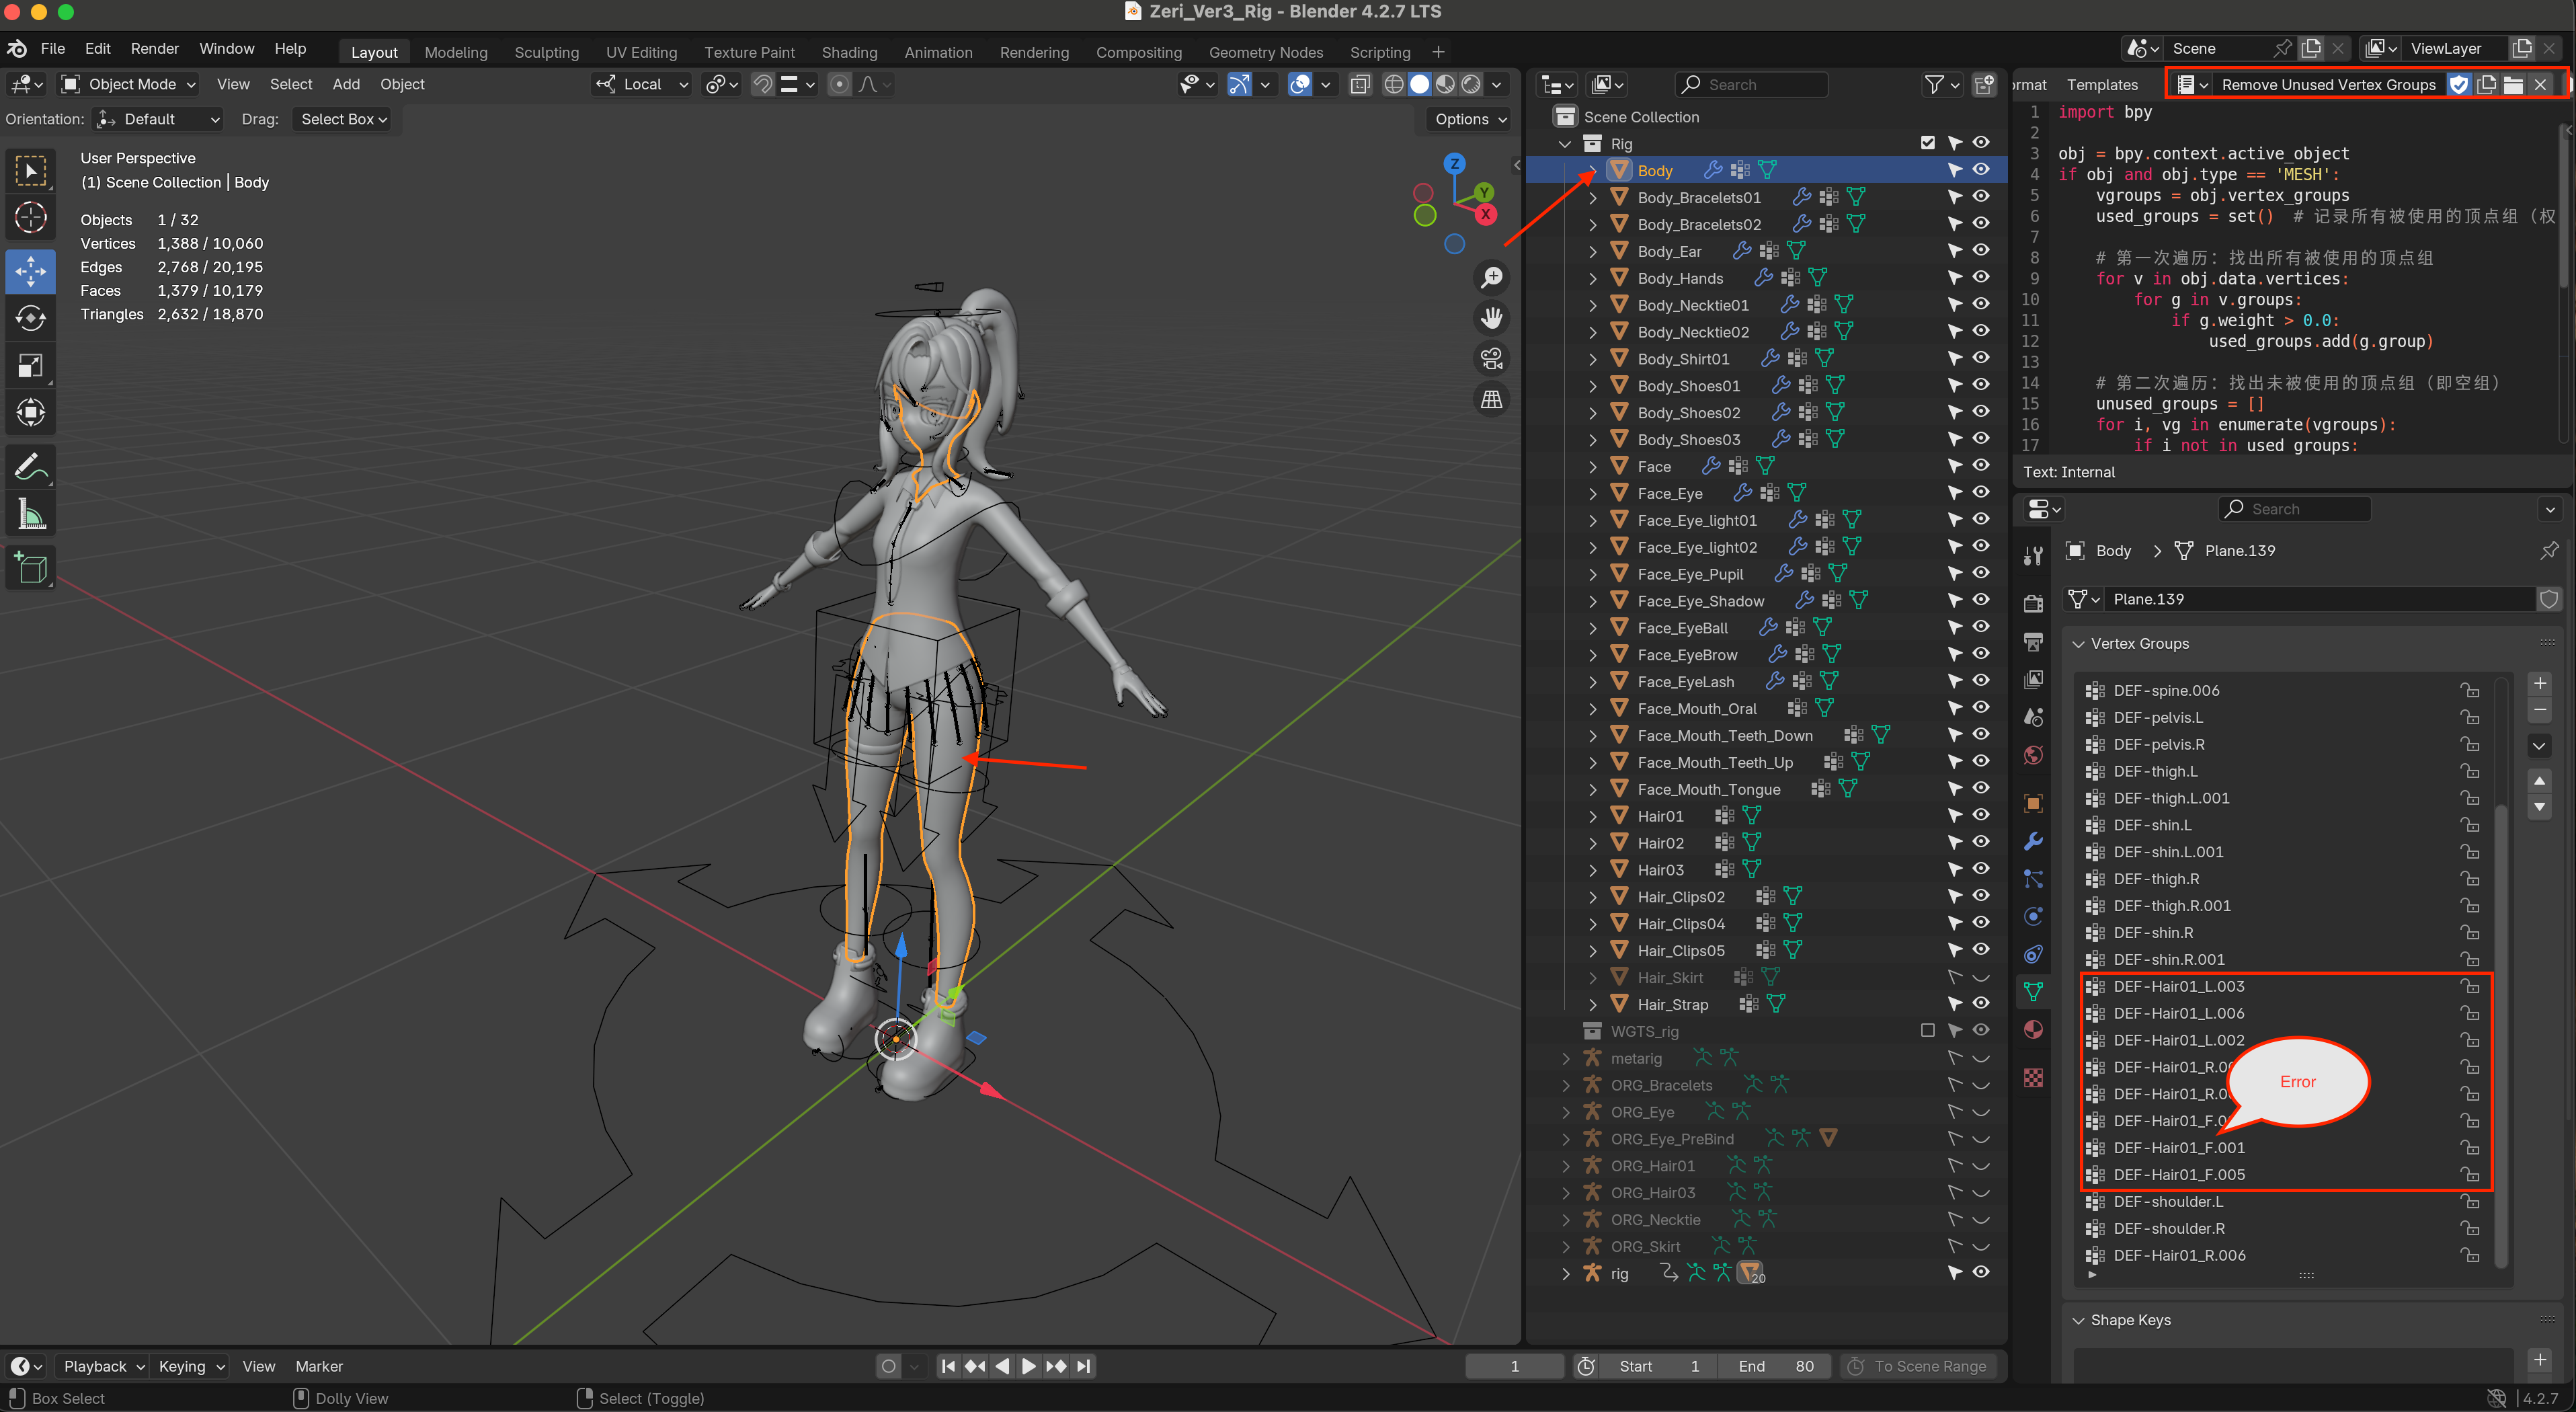 Zeri_Ver3_Rig - Blender 4.2.7 LTS
File Edit Render Window Help
Layout Modeling Sculpting UV Editing Texture Paint Shading Animation Rendering Compositing Geometry Nodes Scripting
Scene
ViewLayer
Object Mode View Select Add Object
Local
Orientation: Default Drag: Select Box
Options
User Perspective
(1) Scene Collection | Body
Objects 1 / 32
Vertices 1,388 / 10,060
Edges 2,768 / 20,195
Faces 1,379 / 10,179
Triangles 2,632 / 18,870
Z
Y
X
Search
Scene Collection
Rig
Body
Body_Bracelets01
Body_Bracelets02
Body_Ear
Body_Hands
Body_Necktie01
Body_Necktie02
Body_Shirt01
Body_Shoes01
Body_Shoes02
Body_Shoes03
Face
Face_Eye
Face_Eye_light01
Face_Eye_light02
Face_Eye_Pupil
Face_Eye_Shadow
Face_EyeBall
Face_EyeBrow
Face_EyeLash
Face_Mouth_Oral
Face_Mouth_Teeth_Down
Face_Mouth_Teeth_Up
Face_Mouth_Tongue
Hair01
Hair02
Hair03
Hair_Clips02
Hair_Clips04
Hair_Clips05
Hair_Skirt
Hair_Strap
WGTS_rig
metarig
ORG_Bracelets
ORG_Eye
ORG_Eye_PreBind
ORG_Hair01
ORG_Hair03
ORG_Necktie
ORG_Skirt
rig 20
rmat Templates Remove Unused Vertex Groups
1 import bpy
2
3 obj = bpy.context.active_object
4 if obj and obj.type == 'MESH':
5 vgroups = obj.vertex_groups
6 used_groups = set() # 记录所有被使用的顶点组（权
7
8 # 第一次遍历：找出所有被使用的顶点组
9 for v in obj.data.vertices:
10 for g in v.groups:
11 if g.weight > 0.0:
12 used_groups.add(g.group)
13
14 # 第二次遍历：找出未被使用的顶点组（即空组）
15 unused_groups = []
16 for i, vg in enumerate(vgroups):
17 if i not in used_groups:
Text: Internal
Search
Body > Plane.139
Plane.139
Vertex Groups
DEF-spine.006
DEF-pelvis.L
DEF-pelvis.R
DEF-thigh.L
DEF-thigh.L.001
DEF-shin.L
DEF-shin.L.001
DEF-thigh.R
DEF-thigh.R.001
DEF-shin.R
DEF-shin.R.001
DEF-Hair01_L.003
DEF-Hair01_L.006
DEF-Hair01_L.002
DEF-Hair01_R.0
DEF-Hair01_R.0
DEF-Hair01_F.0
DEF-Hair01_F.001
DEF-Hair01_F.005
DEF-shoulder.L
DEF-shoulder.R
DEF-Hair01_R.006
Error
Shape Keys
Playback Keying View Marker
1
Start 1 End 80
To Scene Range
Box Select
Dolly View
Select (Toggle)
4.2.7